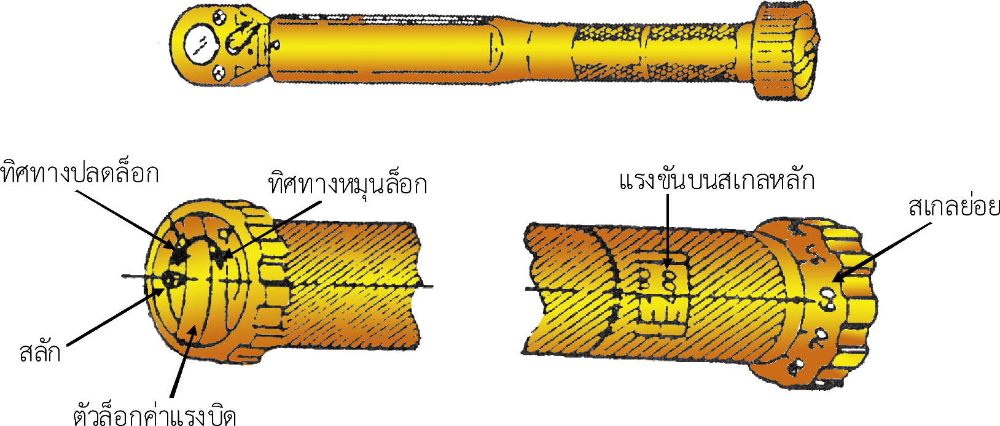 ทิศทางปลดล็อก
ทิศทางหมุนล็อก
แรงขันบนสเกลหลัก
สเกลย่อย
สลัก
ตัวล็อกค่าแรงบิด